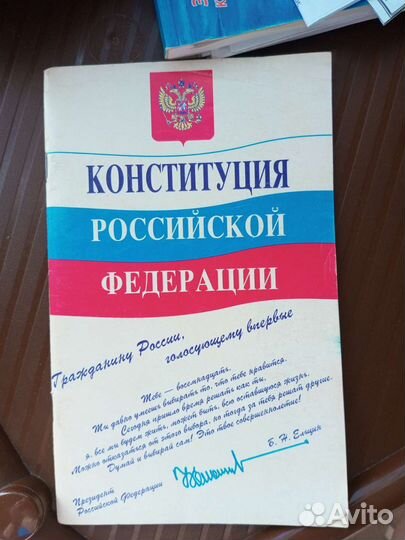 КОНСТИТУЦИЯ
РОССИЙСКОЙ
ФЕДЕРАЦИИ
Гражданину России,
голосующему впервые
Тебе — восемнадцать.
Ты давно умеешь выбирать то, что тебе нравится.
Сегодня пришло время решать как ты,
я, все мы будем жить, может быть, всю оставшуюся жизнь.
Можно отказаться от этого выбора, но тогда за тебя решат другие.
Думай и выбирай сам! Это твое совершеннолетие!
Президент
Российской Федерации
Б. Н. Ельцин
Avito